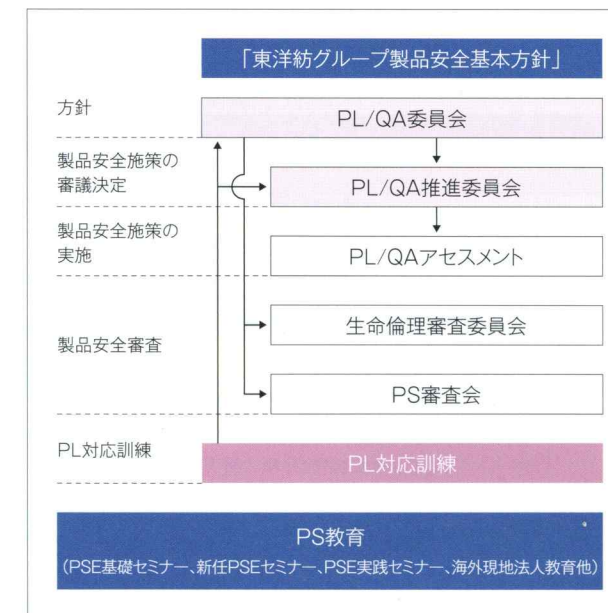 「東洋紡グループ製品安全基本方針」
方針
PL/QA委員会
製品安全施策の
審議決定
PL/QA推進委員会
製品安全施策の
実施
PL/QAアセスメント
製品安全審査
生命倫理審査委員会
PS審査会
PL対応訓練
PL対応訓練
PS教育
（PSE基礎セミナー、新任PSEセミナー、PSE実践セミナー、海外現地法人教育他）